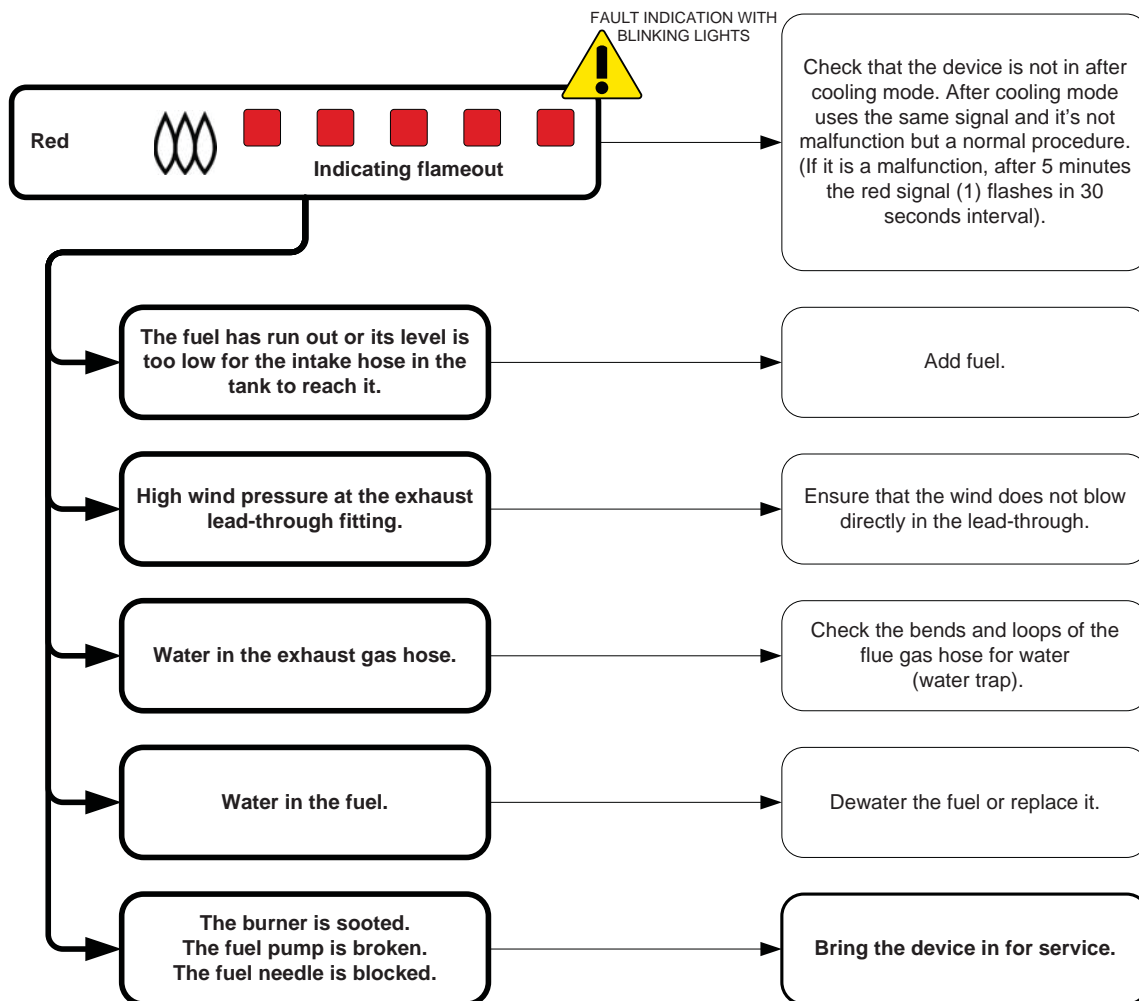 FAULT INDICATION WITH
BLINKING LIGHTS
Red
Indicating flameout
Check that the device is not in after
cooling mode. After cooling mode
uses the same signal and it's not
malfunction but a normal procedure.
(If it is a malfunction, after 5 minutes
the red signal (1) flashes in 30
seconds interval).
The fuel has run out or its level is
too low for the intake hose in the
tank to reach it.
Add fuel.
High wind pressure at the exhaust
lead-through fitting.
Ensure that the wind does not blow
directly in the lead-through.
Water in the exhaust gas hose.
Check the bends and loops of the
flue gas hose for water
(water trap).
Water in the fuel.
Dewater the fuel or replace it.
The burner is sooted.
The fuel pump is broken.
The fuel needle is blocked.
Bring the device in for service.